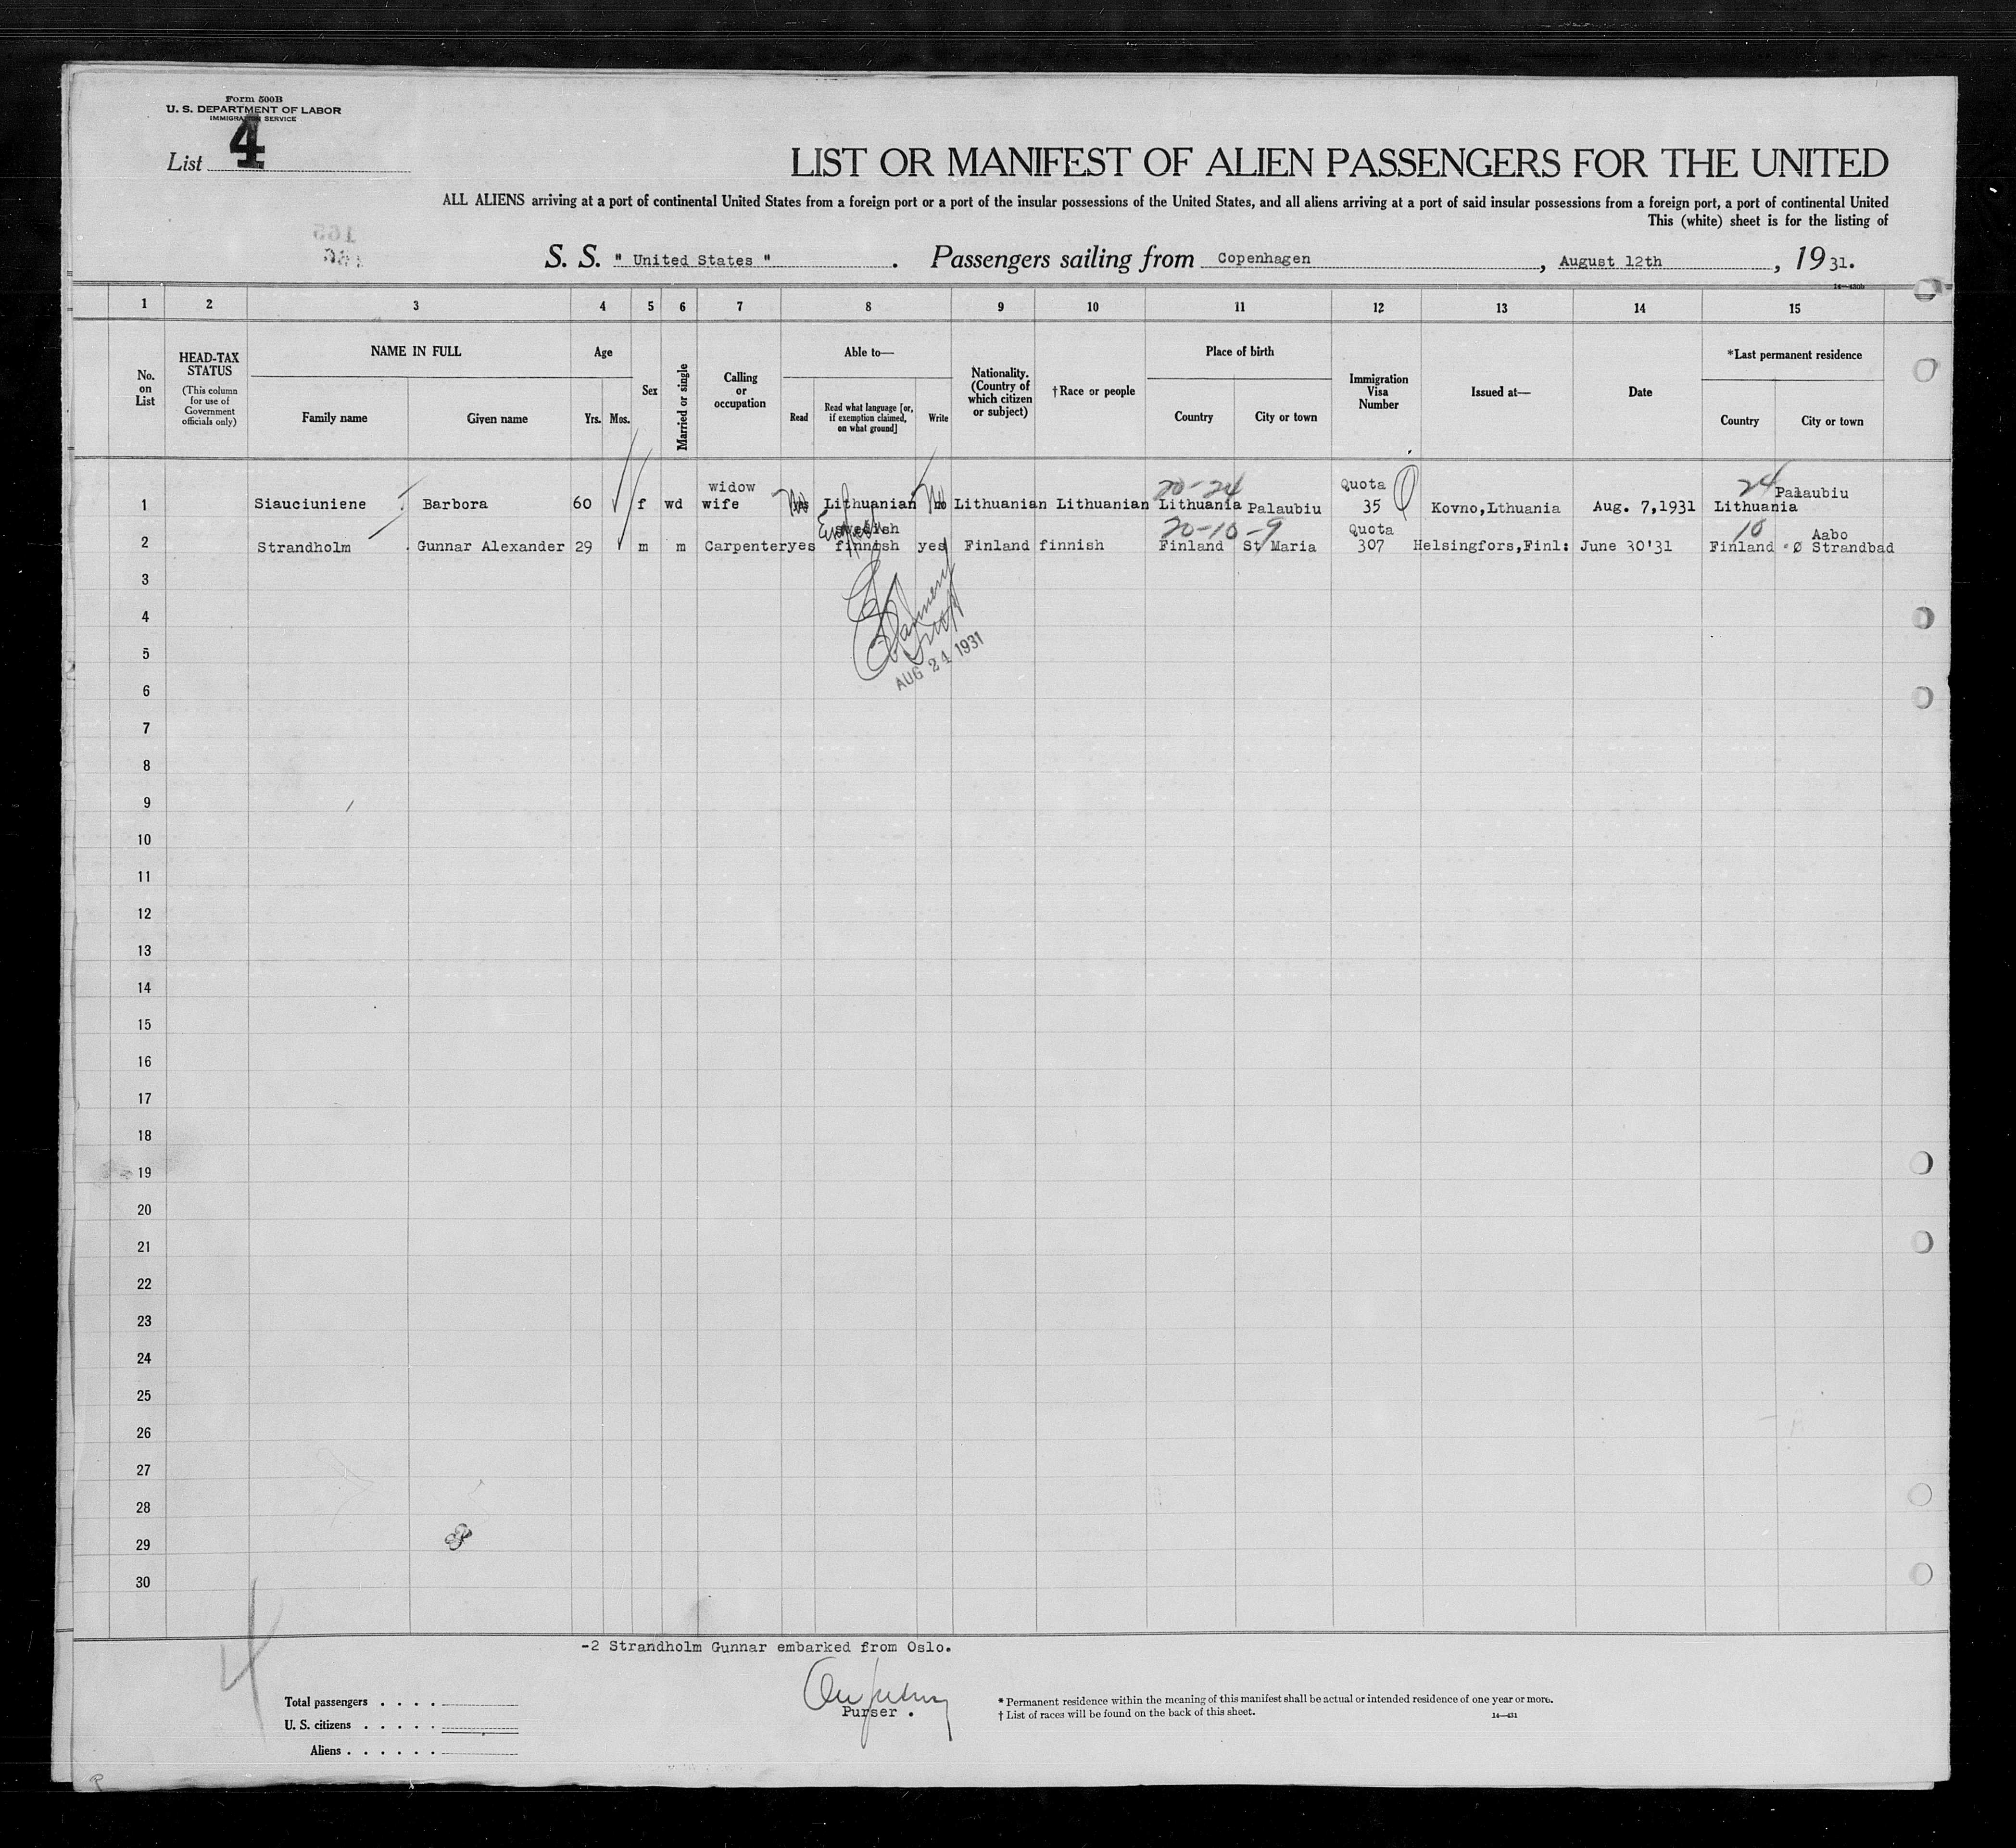 Form 500B
U. S. DEPARTMENT OF LABOR
IMMIGRATION SERVICE
List 4
LIST OR MANIFEST OF ALIEN PASSENGERS FOR THE UNITED
ALL ALIENS arriving at a port of continental United States from a foreign port or a port of the insular possessions of the United States, and all aliens arriving at a port of said insular possessions from a foreign port, a port of continental United
This (white) sheet is for the listing of
S. S. " United States " . Passengers sailing from Copenhagen , August 12th , 1931.
1 2 3 4 5 6 7 8 9 10 11 12 13 14 15
No. on List
HEAD-TAX STATUS
(This column for use of Government officials only)
NAME IN FULL
Family name
Given name
Age
Yrs. Mos.
Sex
Married or single
Calling or occupation
Able to—
Read
Read what language [or, if exemption claimed, on what ground]
Write
Nationality. (Country of which citizen or subject)
†Race or people
Place of birth
Country
City or town
Immigration Visa Number
Issued at—
Date
*Last permanent residence
Country
City or town
widow 20-24 Quota 24 Palaubiu
1 Siauciuniene Barbora 60 f wd wife Lithuanian no Lithuanian Lithuanian Lithuania Palaubiu 35 Kovno,Lthuania Aug. 7,1931 Lithuania
swedish 20-10-9 Quota 10 Aabo
2 Strandholm Gunnar Alexander 29 m m Carpenter yes finnish yes Finland finnish Finland St Maria 307 Helsingfors,Finl: June 30'31 Finland Ø Strandbad
3
4
5
AUG 24 1931
6
7
8
9
10
11
12
13
14
15
16
17
18
19
20
21
22
23
24
25
26
27
28
29
30
-2 Strandholm Gunnar embarked from Oslo.
4
Purser .
Total passengers . . . .
U. S. citizens . . . . .
Aliens . . . . . .
* Permanent residence within the meaning of this manifest shall be actual or intended residence of one year or more.
† List of races will be found on the back of this sheet.
14—431